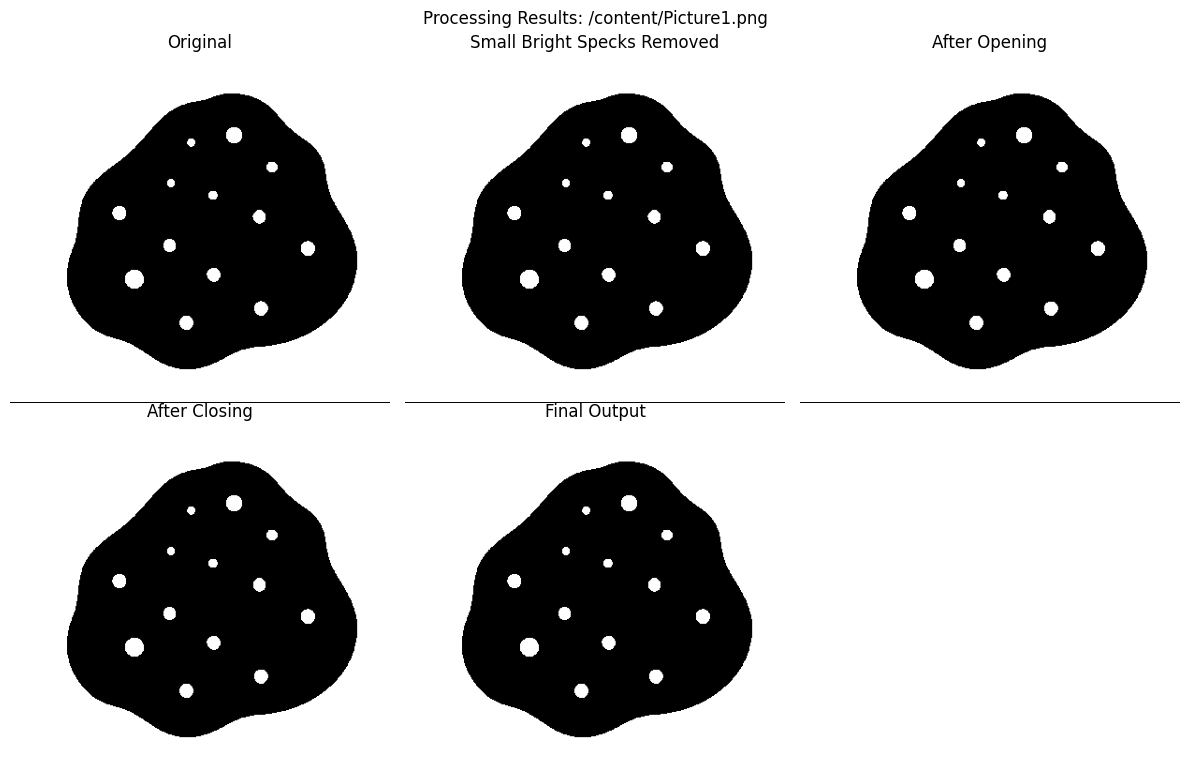 Processing Results: /content/Picture1.png
Original
Small Bright Specks Removed
After Opening
After Closing
Final Output